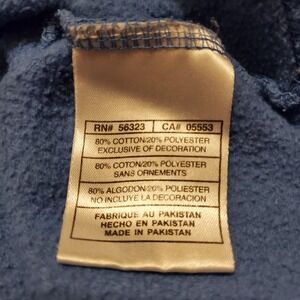 RN# 56323 CA# 05553
80% COTTON/20% POLYESTER
EXCLUSIVE OF DECORATION
80% COTON/20% POLYESTER
SANS ORNEMENTS
80% ALGODON/20% POLIESTER
NO INCLUYE LA DECORACION
FABRIQUÉ AU PAKISTAN
HECHO EN PAKISTAN
MADE IN PAKISTAN